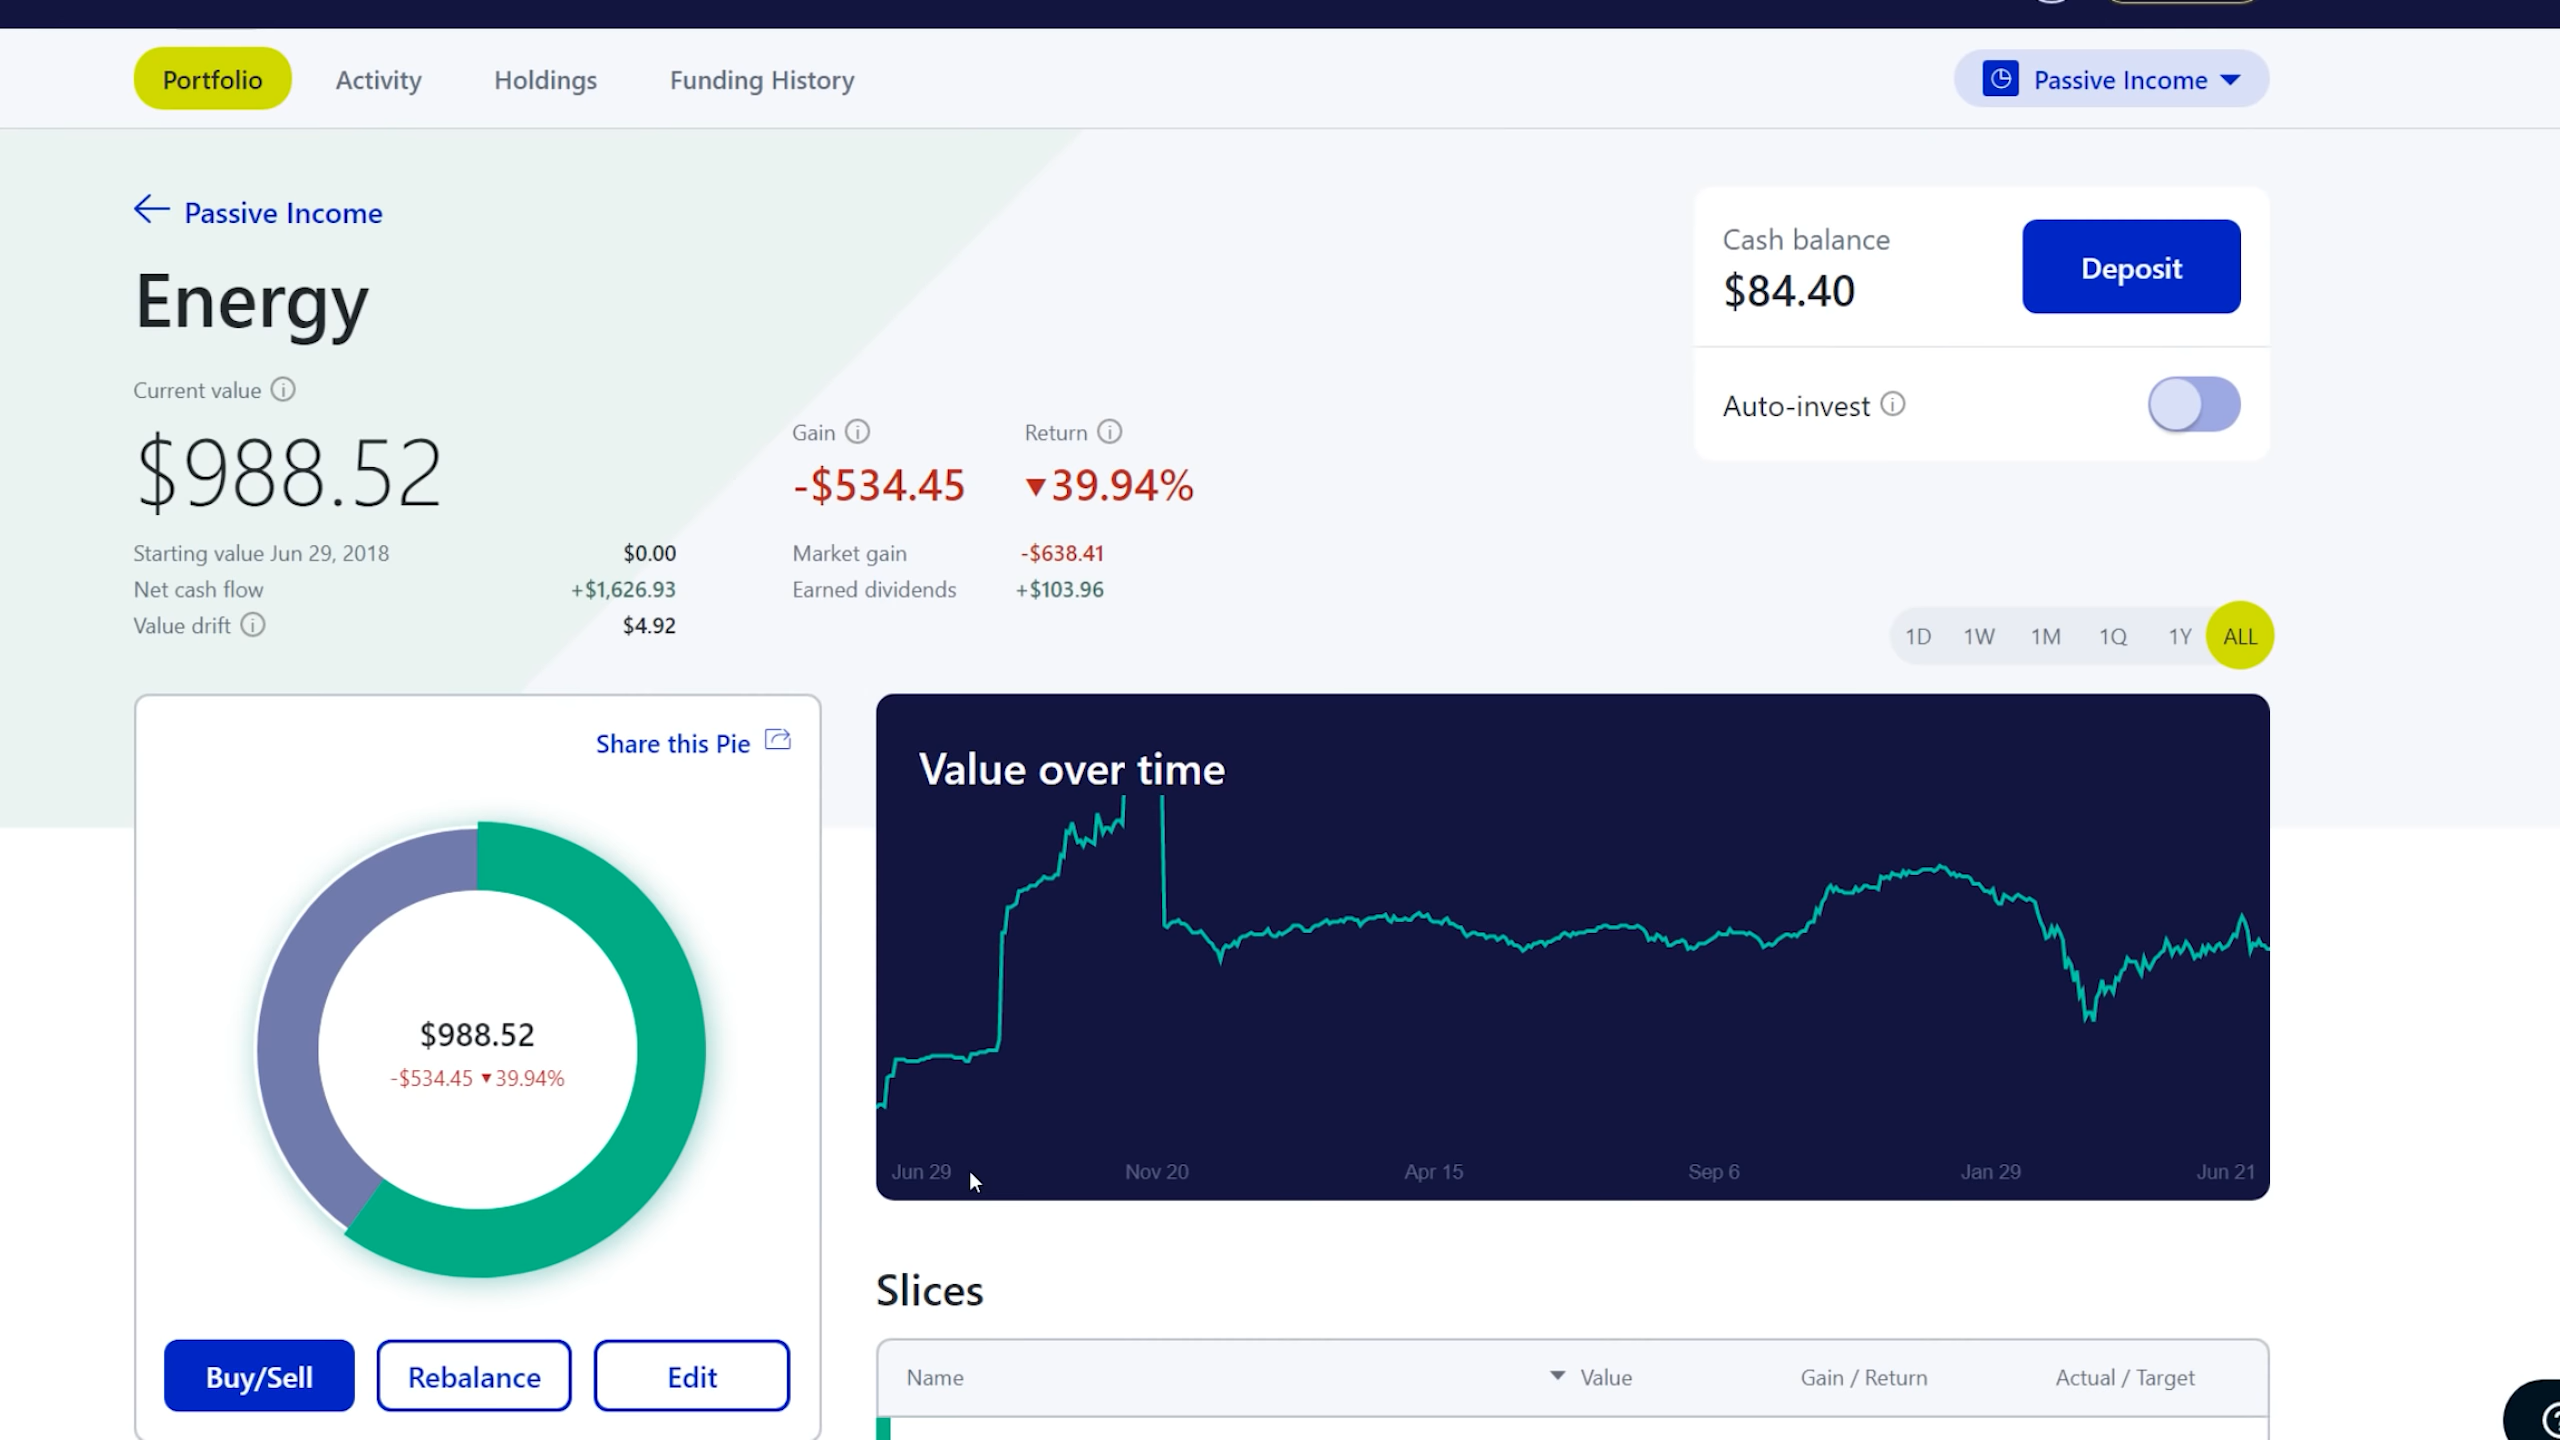 Portfolio
Activity
Holdings
Funding History
Passive Income
Passive Income
Energy
Current value
$988.52
Starting value Jun 29, 2018 $0.00
Net cash flow +$1,626.93
Value drift $4.92
Gain
-$534.45
Return
▼39.94%
Market gain -$638.41
Earned dividends +$103.96
Cash balance
$84.40
Deposit
Auto-invest
1D 1W 1M 1Q 1Y ALL
Share this Pie
$988.52
-$534.45 ▼39.94%
Buy/Sell
Rebalance
Edit
Value over time
Jun 29 Nov 20 Apr 15 Sep 6 Jan 29 Jun 21
Slices
Name Value Gain / Return Actual / Target